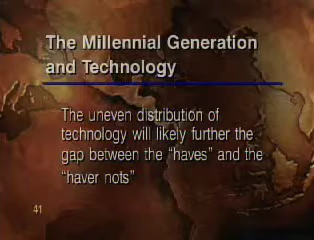 The Millennial Generation
and Technology
The uneven distribution of
technology will likely further the
gap between the “haves” and the
“haver nots”
41